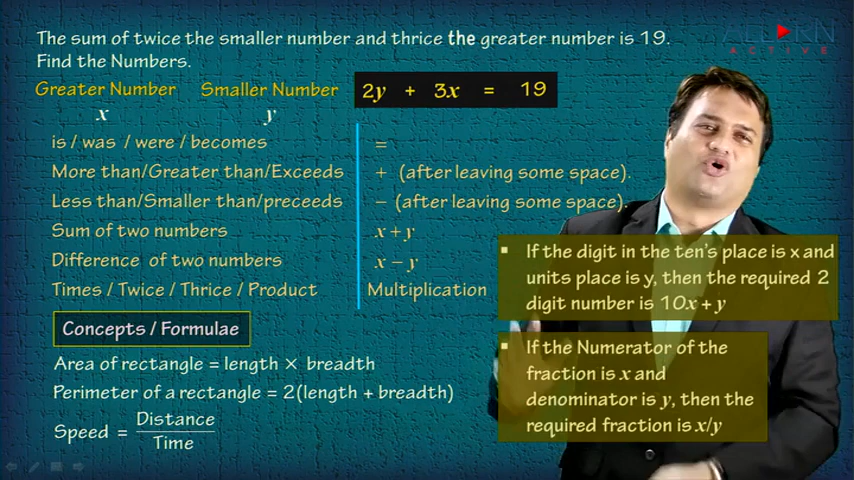 The sum of twice the smaller number and thrice the greater number is 19.
Find the Numbers.
Greater Number Smaller Number 2y + 3x = 19
x y
is / was / were / becomes =
More than/Greater than/Exceeds + (after leaving some space).
Less than/Smaller than/preceeds − (after leaving some space).
Sum of two numbers x + y
Difference of two numbers x − y
Times / Twice / Thrice / Product Multiplication
Concepts / Formulae
Area of rectangle = length × breadth
Perimeter of a rectangle = 2(length + breadth)
Speed = Distance
Time
▪ If the digit in the ten's place is x and
units place is y, then the required 2
digit number is 10x + y
▪ If the Numerator of the
fraction is x and
denominator is y, then the
required fraction is x/y
ACTIVE